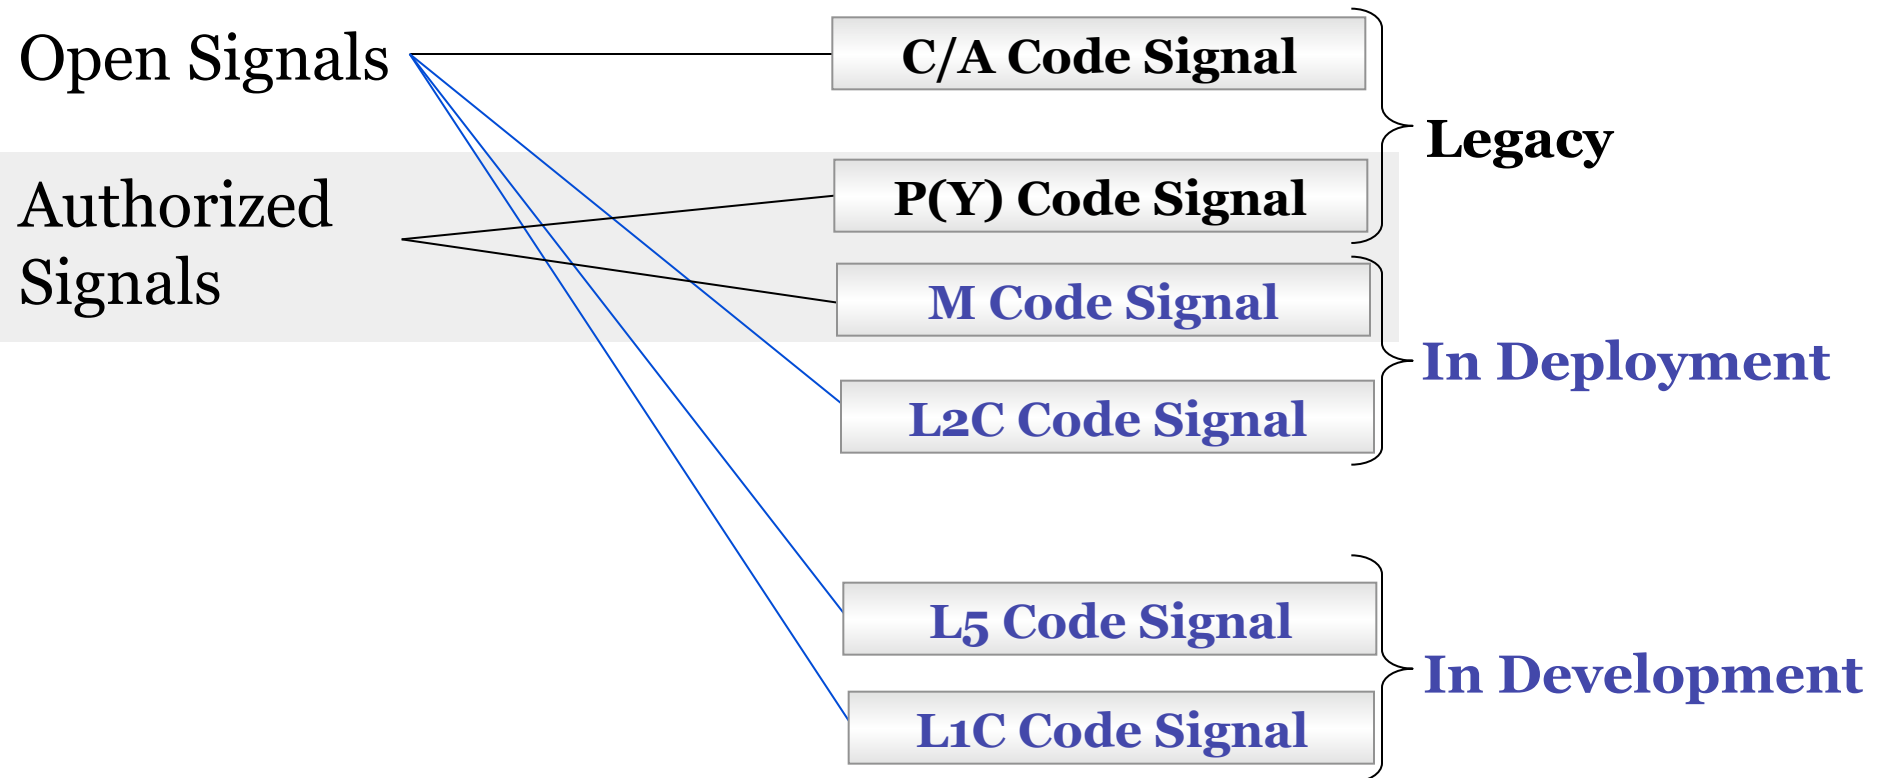 Open Signals
C/A Code Signal
Legacy
Authorized
Signals
P(Y) Code Signal
M Code Signal
In Deployment
L2C Code Signal
L5 Code Signal
In Development
L1C Code Signal